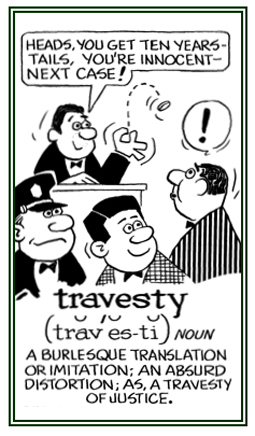 HEADS, YOU GET TEN YEARS-
TAILS, YOU'RE INNOCENT-
NEXT CASE!
!
travesty
(trav′es-ti) NOUN
A BURLESQUE TRANSLATION
OR IMITATION; AN ABSURD
DISTORTION; AS, A TRAVESTY
OF JUSTICE.